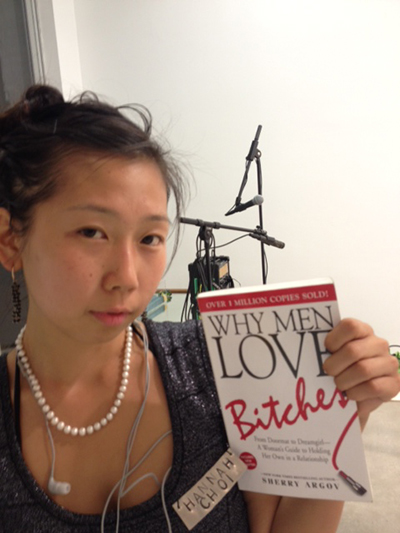 OVER 1 MILLION COPIES SOLD!
WHY MEN
LOVE
Bitches
From Doormat to Dreamgirl—
A Woman's Guide to Holding
Her Own in a Relationship
SHERRY ARGOV
HANNAH
CHOI